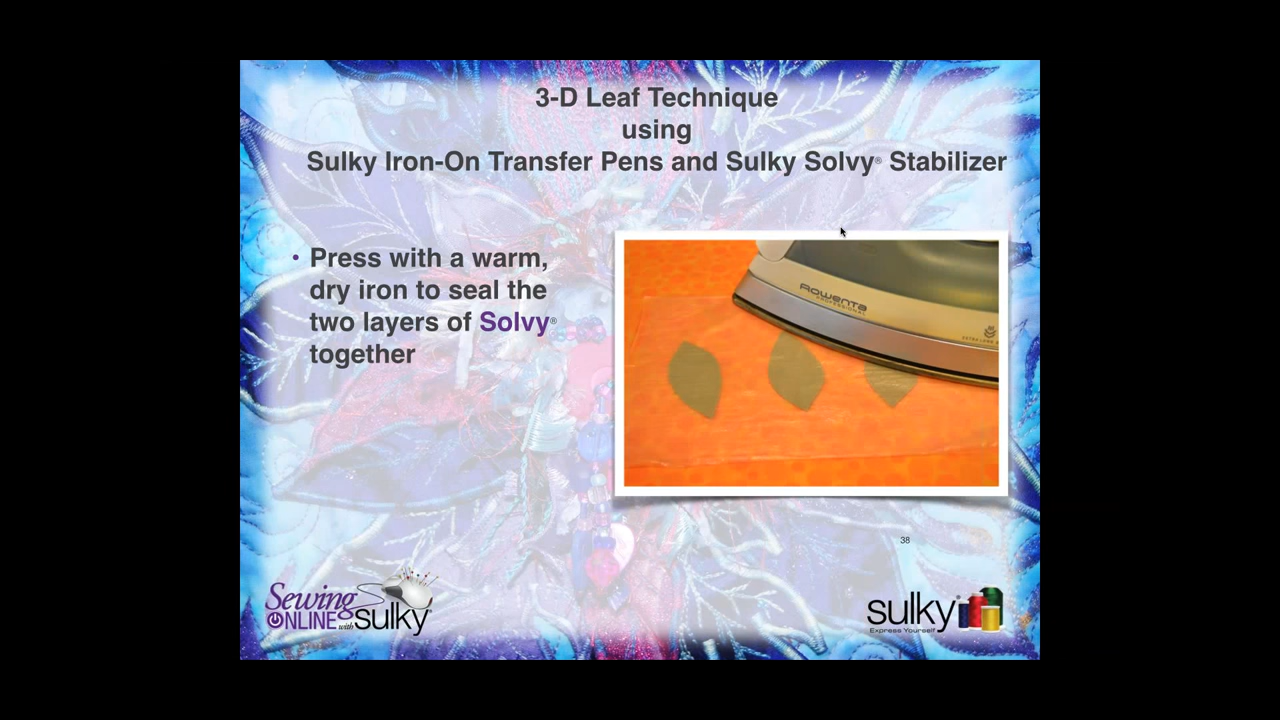 3-D Leaf Technique
using
Sulky Iron-On Transfer Pens and Sulky Solvy® Stabilizer
• Press with a warm,
dry iron to seal the
two layers of Solvy®
together
Rowenta
PROFESSIONAL
38
Sewing
ONLINE with sulky®
sulky®
Express Yourself